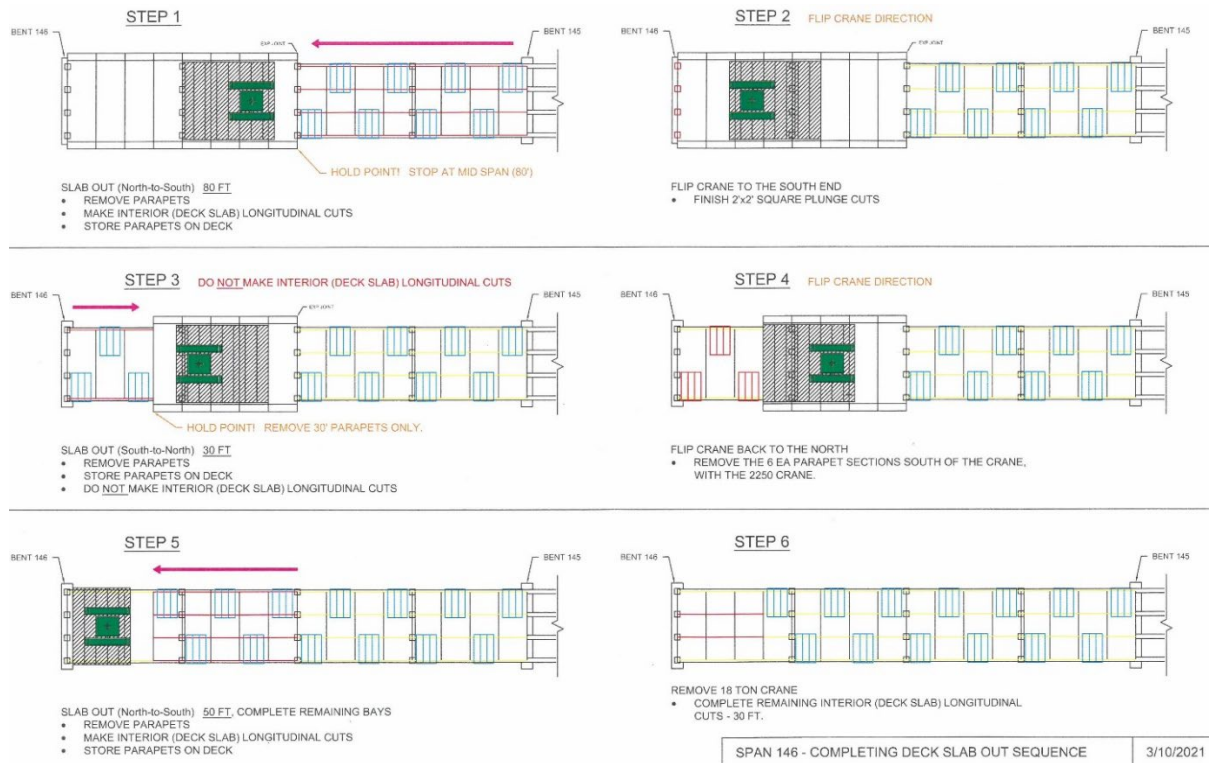 STEP 1
BENT 146
EXP JOINT
BENT 145
HOLD POINT! STOP AT MID SPAN (80')
SLAB OUT (North-to-South) 80 FT
• REMOVE PARAPETS
• MAKE INTERIOR (DECK SLAB) LONGITUDINAL CUTS
• STORE PARAPETS ON DECK
STEP 2 FLIP CRANE DIRECTION
BENT 146
EXP JOINT
BENT 145
FLIP CRANE TO THE SOUTH END
• FINISH 2'x2' SQUARE PLUNGE CUTS
STEP 3 DO NOT MAKE INTERIOR (DECK SLAB) LONGITUDINAL CUTS
BENT 146
EXP JOINT
BENT 145
HOLD POINT! REMOVE 30' PARAPETS ONLY.
SLAB OUT (South-to-North) 30 FT
• REMOVE PARAPETS
• STORE PARAPETS ON DECK
• DO NOT MAKE INTERIOR (DECK SLAB) LONGITUDINAL CUTS
STEP 4 FLIP CRANE DIRECTION
BENT 146
BENT 145
FLIP CRANE BACK TO THE NORTH
• REMOVE THE 6 EA PARAPET SECTIONS SOUTH OF THE CRANE,
WITH THE 2250 CRANE.
STEP 5
BENT 146
BENT 145
SLAB OUT (North-to-South) 50 FT, COMPLETE REMAINING BAYS
• REMOVE PARAPETS
• MAKE INTERIOR (DECK SLAB) LONGITUDINAL CUTS
• STORE PARAPETS ON DECK
STEP 6
BENT 146
BENT 145
REMOVE 18 TON CRANE
• COMPLETE REMAINING INTERIOR (DECK SLAB) LONGITUDINAL
CUTS - 30 FT.
SPAN 146 - COMPLETING DECK SLAB OUT SEQUENCE
3/10/2021